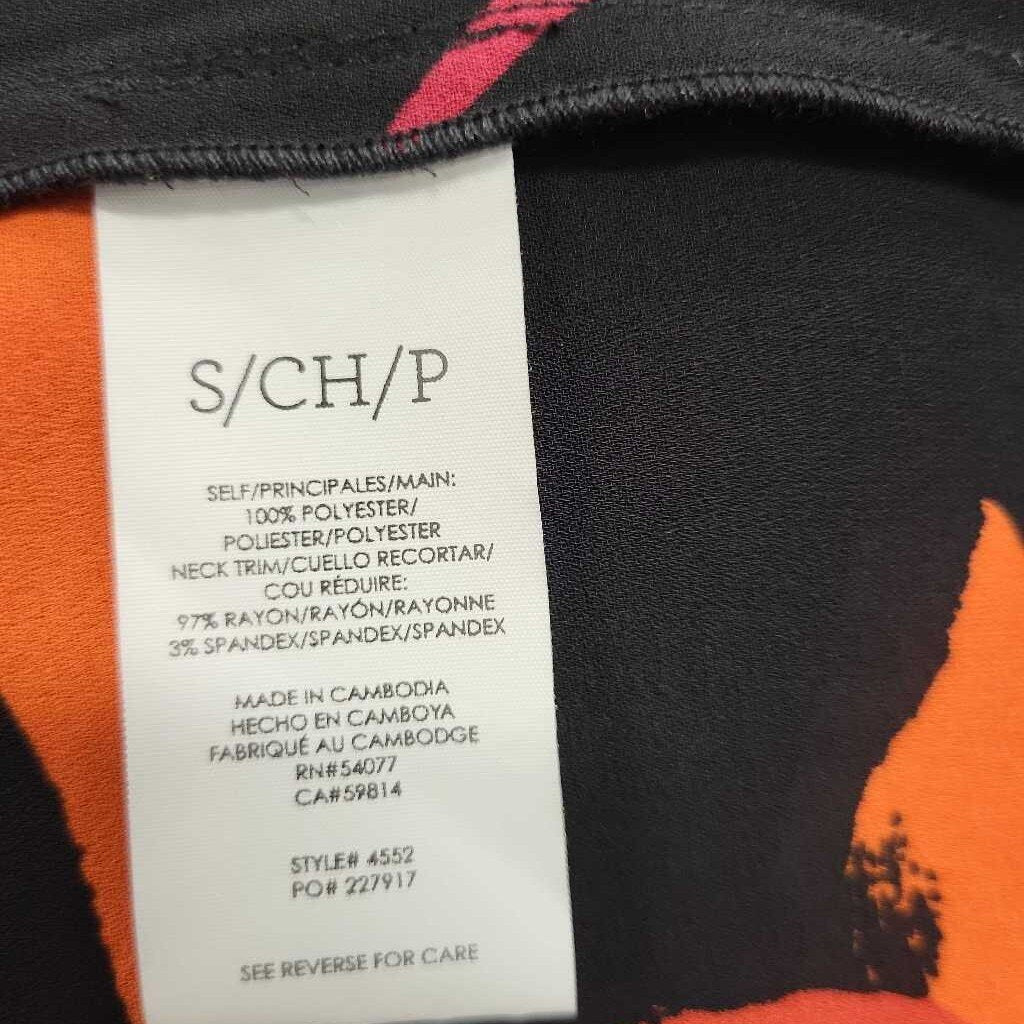 S/CH/P
SELF/PRINCIPALES/MAIN:
100% POLYESTER/
POLIESTER/POLYESTER
NECK TRIM/CUELLO RECORTAR/
COU RÉDUIRE:
97% RAYON/RAYÓN/RAYONNE
3% SPANDEX/SPANDEX/SPANDEX
MADE IN CAMBODIA
HECHO EN CAMBOYA
FABRIQUÉ AU CAMBODGE
RN#54077
CA#59814
STYLE# 4552
PO# 227917
SEE REVERSE FOR CARE